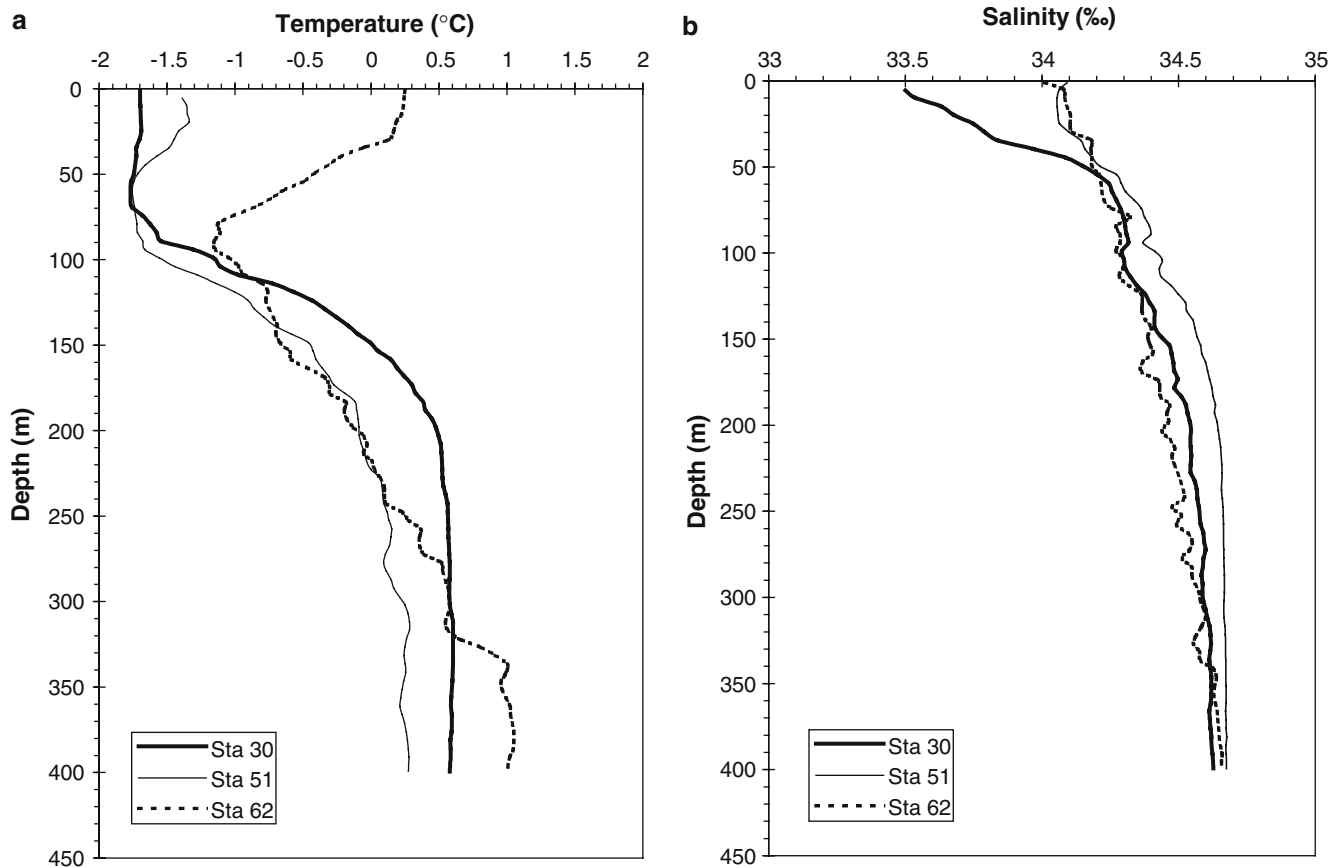 a
Temperature (°C)
-2 -1.5 -1 -0.5 0 0.5 1 1.5 2
0
50
100
150
200
250
300
350
400
450
Depth (m)
Sta 30
Sta 51
Sta 62
b
Salinity (‰)
33 33.5 34 34.5 35
0
50
100
150
200
250
300
350
400
450
Depth (m)
Sta 30
Sta 51
Sta 62